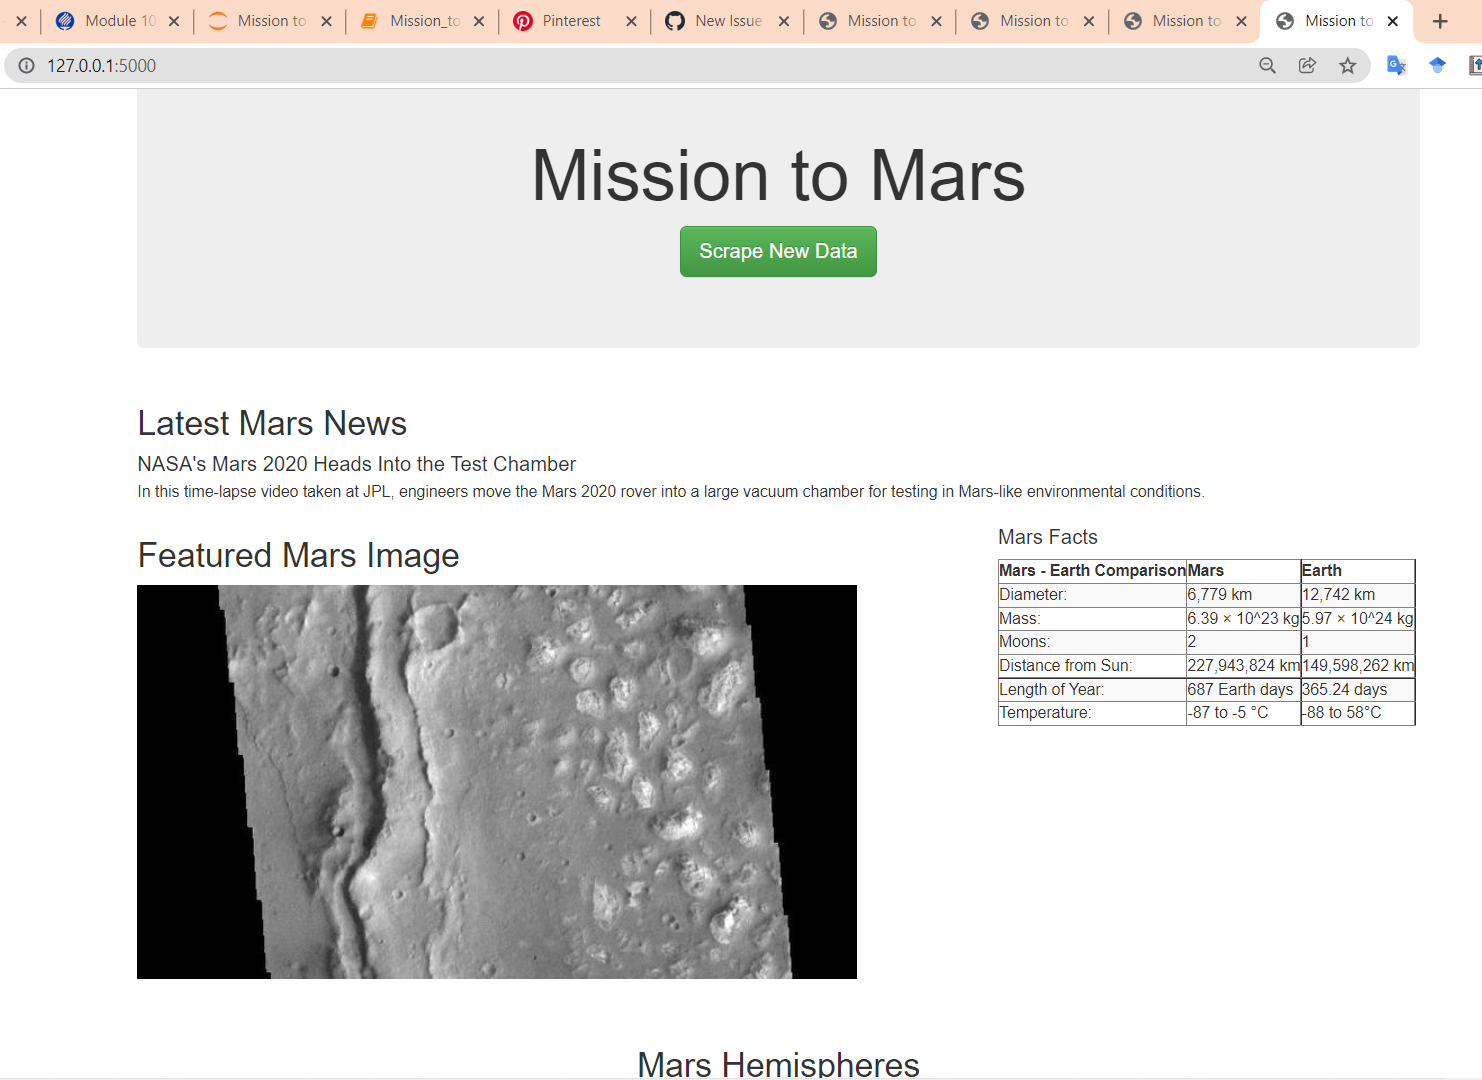 Module 10
Mission to
Mission_to
Pinterest
New Issue
Mission to
Mission to
Mission to
Mission to
127.0.0.1:5000
Mission to Mars
Scrape New Data
Latest Mars News
NASA's Mars 2020 Heads Into the Test Chamber
In this time-lapse video taken at JPL, engineers move the Mars 2020 rover into a large vacuum chamber for testing in Mars-like environmental conditions.
Featured Mars Image
Mars Facts
Mars - Earth Comparison Mars Earth
Diameter: 6,779 km 12,742 km
Mass: 6.39 × 10^23 kg 5.97 × 10^24 kg
Moons: 2 1
Distance from Sun: 227,943,824 km 149,598,262 km
Length of Year: 687 Earth days 365.24 days
Temperature: -87 to -5 °C -88 to 58°C
Mars Hemispheres